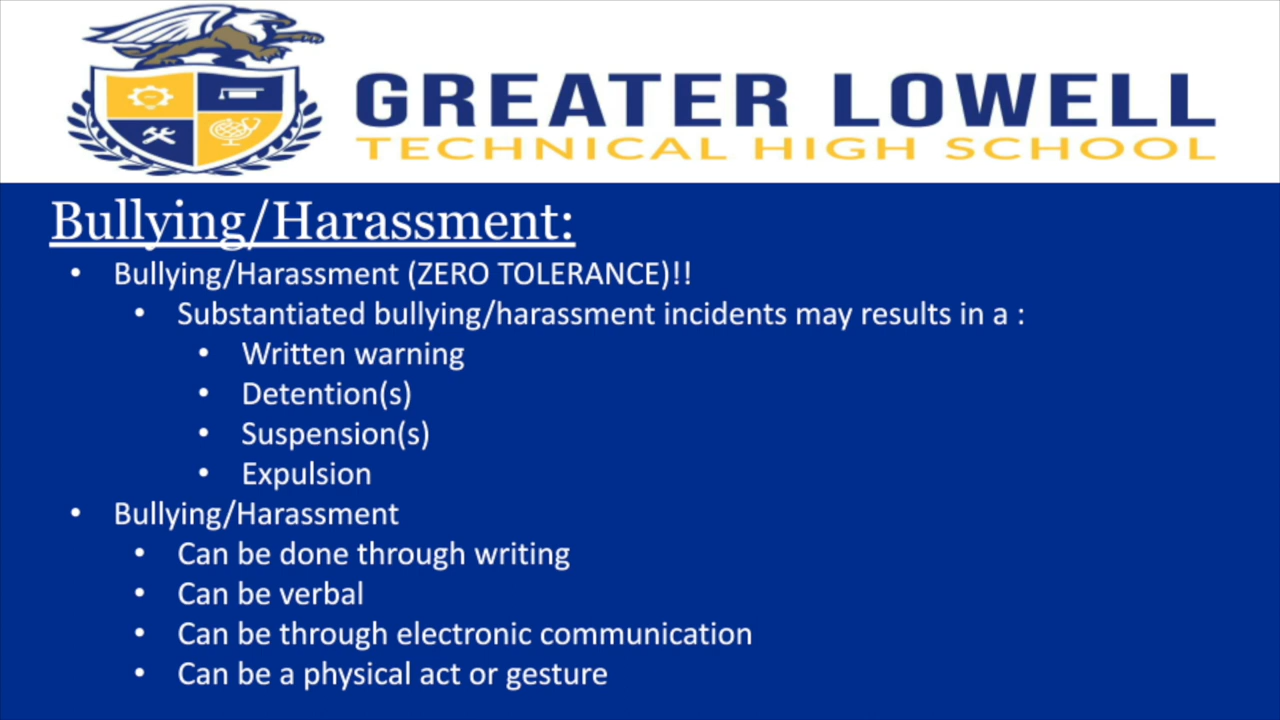 GREATER LOWELL
TECHNICAL HIGH SCHOOL
Bullying/Harassment:
• Bullying/Harassment (ZERO TOLERANCE)!!
• Substantiated bullying/harassment incidents may results in a :
• Written warning
• Detention(s)
• Suspension(s)
• Expulsion
• Bullying/Harassment
• Can be done through writing
• Can be verbal
• Can be through electronic communication
• Can be a physical act or gesture